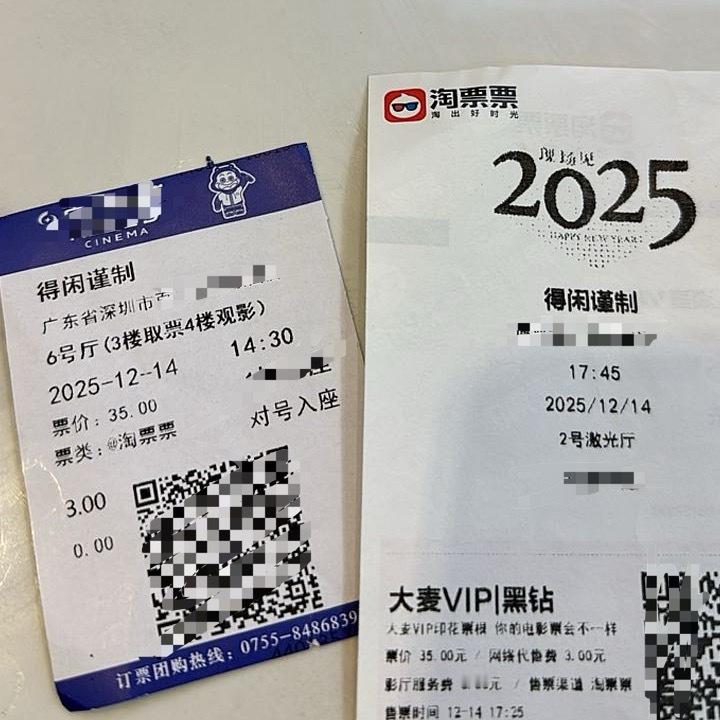 CINEMA
得闲谨制
广东省深圳市
6号厅(3楼取票4楼观影)
2025-12-14 14:30
票价: 35.00
票类: @淘票票
对号入座
3.00
0.00
订票团购热线: 0755-8486839
淘票票
淘出好时光
现场见
2025
HAPPY NEW YEAR
得闲谨制
17:45
2025/12/14
2号激光厅
大麦VIP|黑钻
大麦VIP印花票根 你的电影票会不一样
票价 35.00元 / 网络代售费 3.00元
影厅服务费 0.00元 / 售票渠道 淘票票
售票时间 12-14 17:25